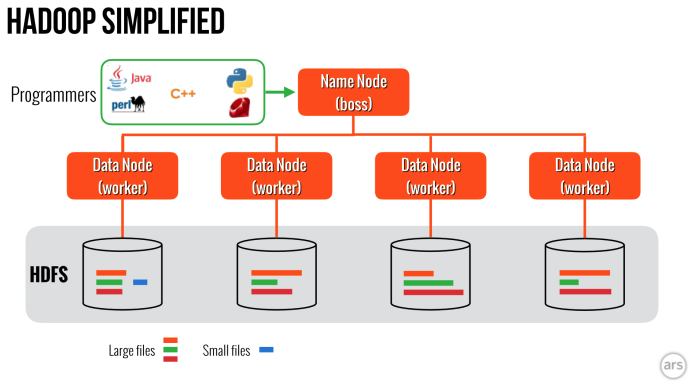 HADOOP SIMPLIFIED
Programmers
Java
perl
C++
Name Node
(boss)
Data Node
(worker)
Data Node
(worker)
Data Node
(worker)
Data Node
(worker)
HDFS
Large files
Small files
ars